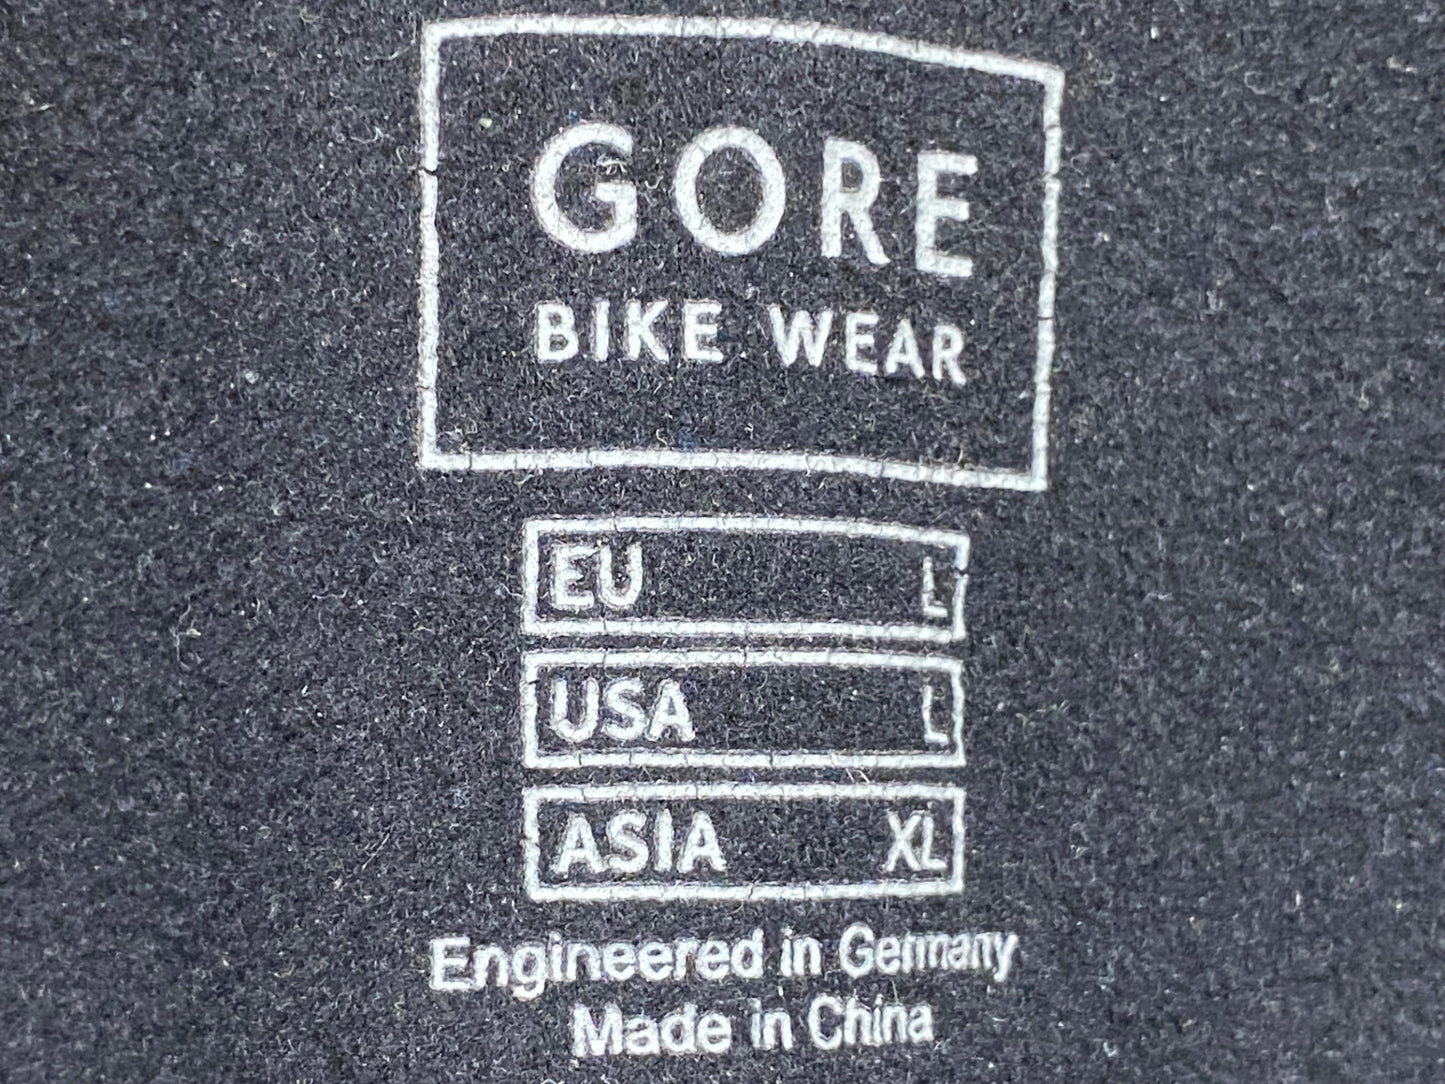 GORE
BIKE WEAR
EU L
USA L
ASIA XL
Engineered in Germany
Made in China